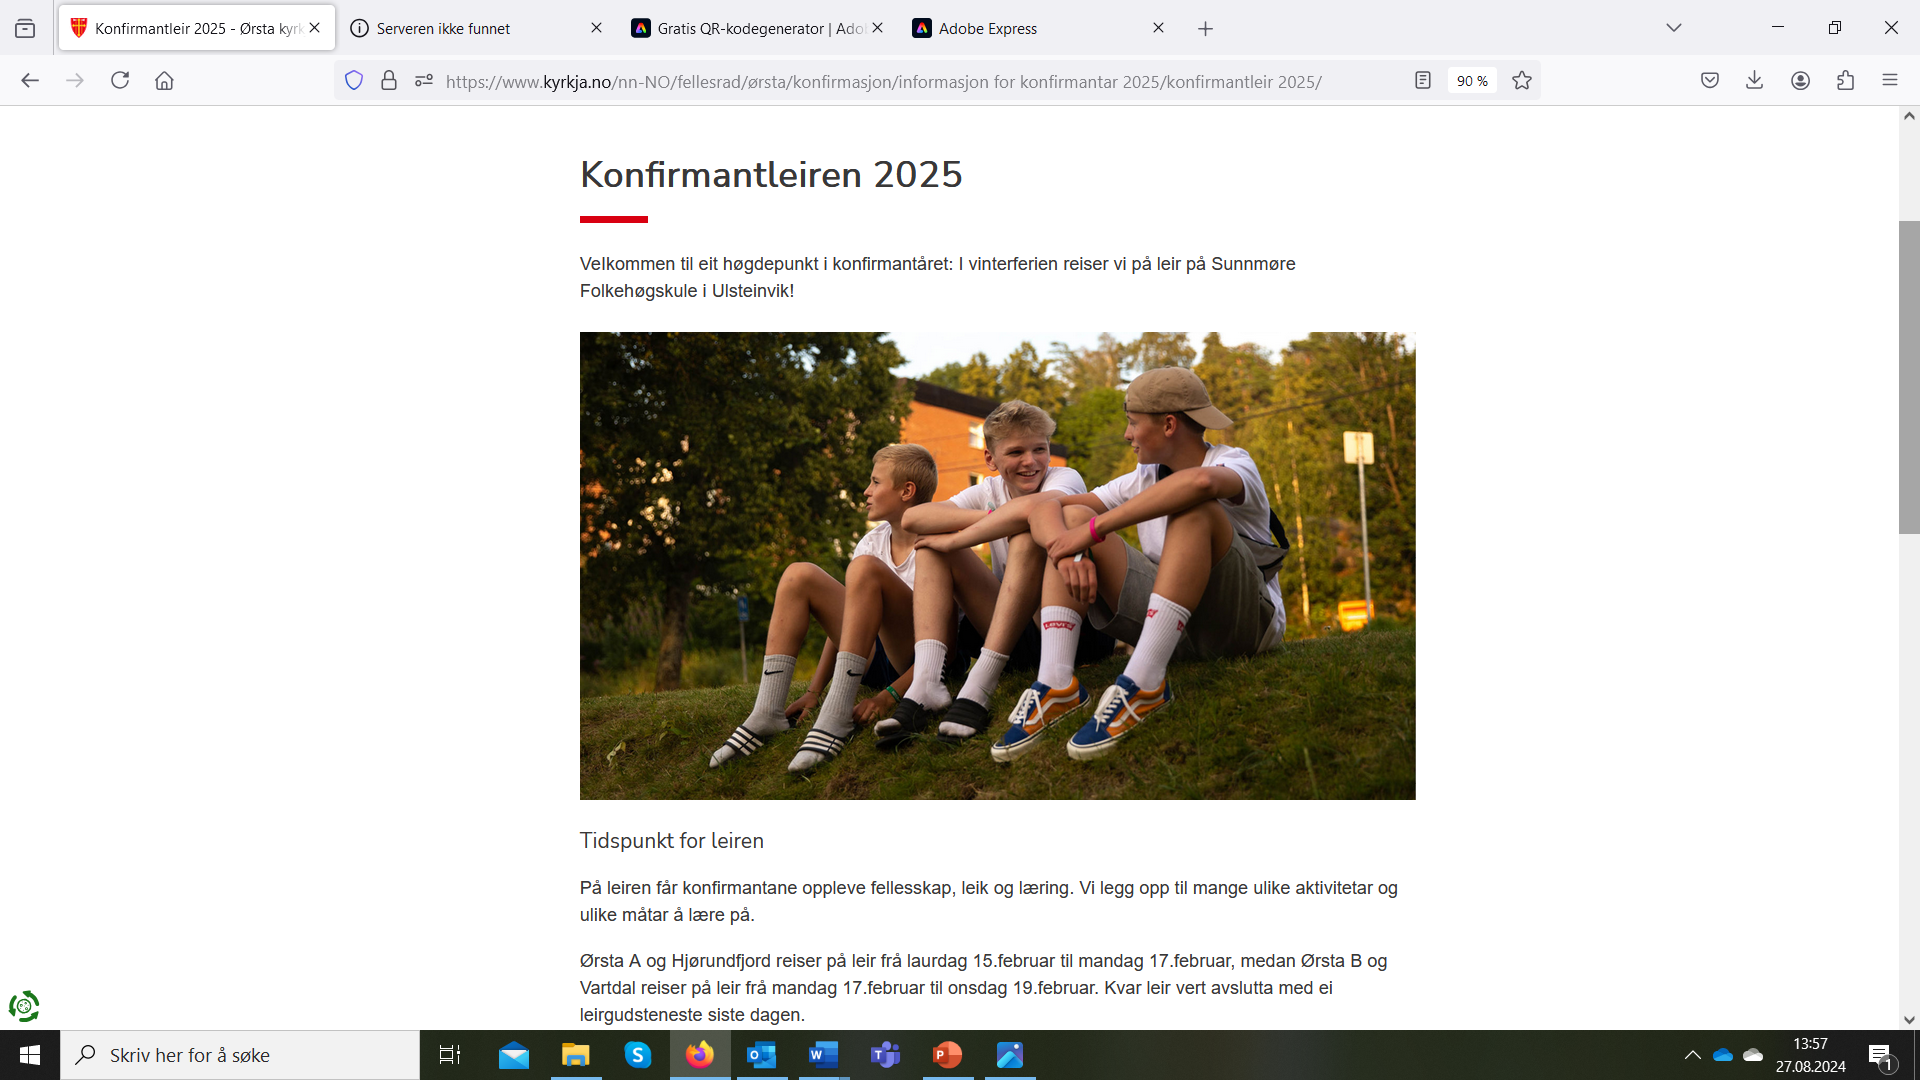 Konfirmantleir 2025 - Ørsta kyrk
Serveren ikke funnet
Gratis QR-kodegenerator | Ado
Adobe Express
https://www.kyrkja.no/nn-NO/fellesrad/ørsta/konfirmasjon/informasjon for konfirmantar 2025/konfirmantleir 2025/
90 %
Konfirmantleiren 2025
Velkommen til eit høgdepunkt i konfirmantåret: I vinterferien reiser vi på leir på Sunnmøre
Folkehøgskule i Ulsteinvik!
Levi's
Tidspunkt for leiren
På leiren får konfirmantane oppleve fellesskap, leik og læring. Vi legg opp til mange ulike aktivitetar og
ulike måtar å lære på.
Ørsta A og Hjørundfjord reiser på leir frå laurdag 15.februar til mandag 17.februar, medan Ørsta B og
Vartdal reiser på leir frå mandag 17.februar til onsdag 19.februar. Kvar leir vert avslutta med ei
leirgudsteneste siste dagen.
Skriv her for å søke
13:57
27.08.2024
1